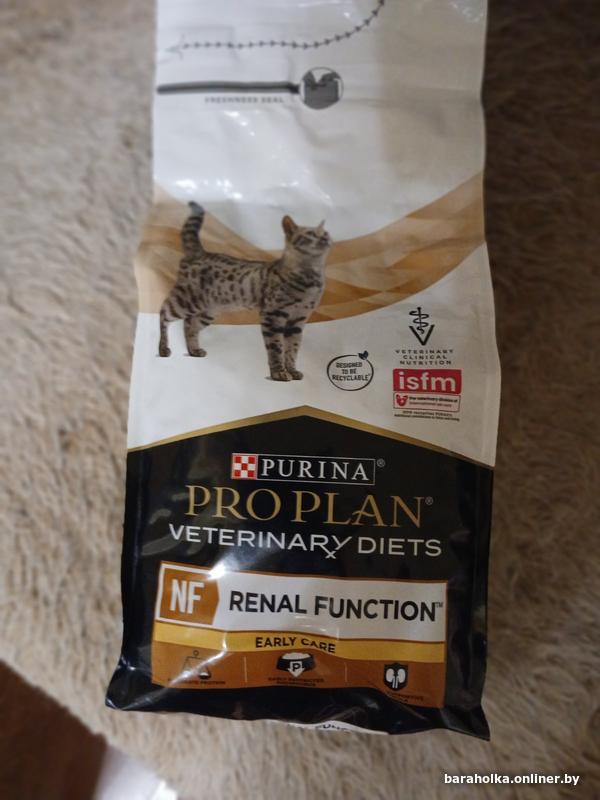 FRESHNESS SEAL
VETERINARY
CLINICAL
NUTRITION
DESIGNED
TO BE
RECYCLABLE
isfm
PURINA®
PRO PLAN®
VETERINARY DIETS
NF RENAL FUNCTION™
EARLY CARE
baraholka.onliner.by